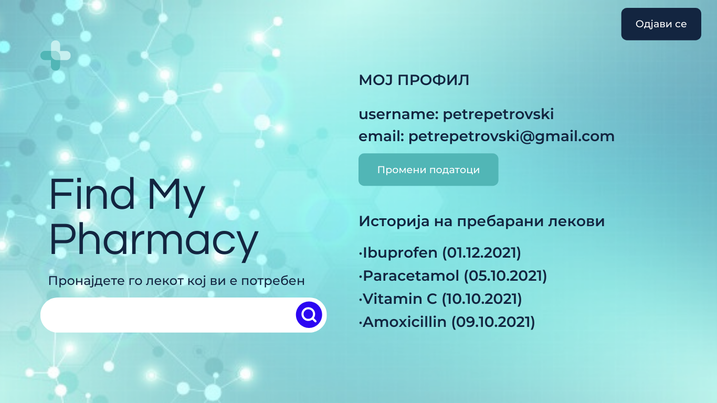 Одјави се
МОЈ ПРОФИЛ
username: petrepetrovski
email: petrepetrovski@gmail.com
Промени податоци
Find My
Pharmacy
Пронајдете го лекот кој ви е потребен
Историја на пребарани лекови
·Ibuprofen (01.12.2021)
·Paracetamol (05.10.2021)
·Vitamin C (10.10.2021)
·Amoxicillin (09.10.2021)